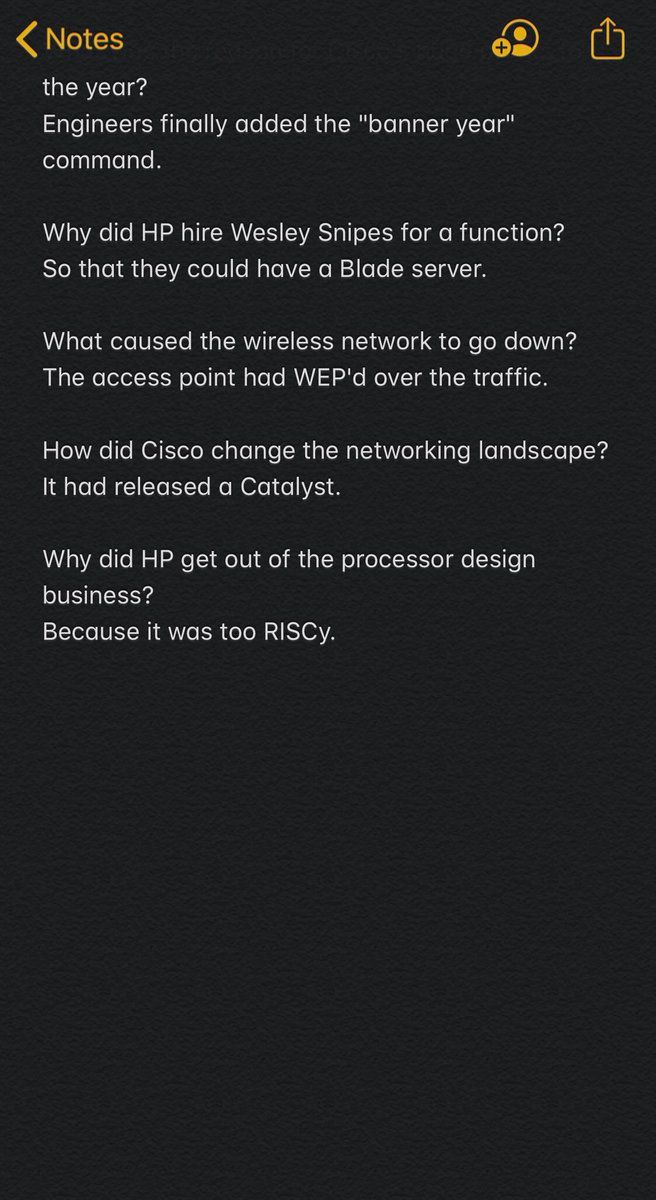 Notes
the year?
Engineers finally added the "banner year"
command.
Why did HP hire Wesley Snipes for a function?
So that they could have a Blade server.
What caused the wireless network to go down?
The access point had WEP'd over the traffic.
How did Cisco change the networking landscape?
It had released a Catalyst.
Why did HP get out of the processor design
business?
Because it was too RISCy.